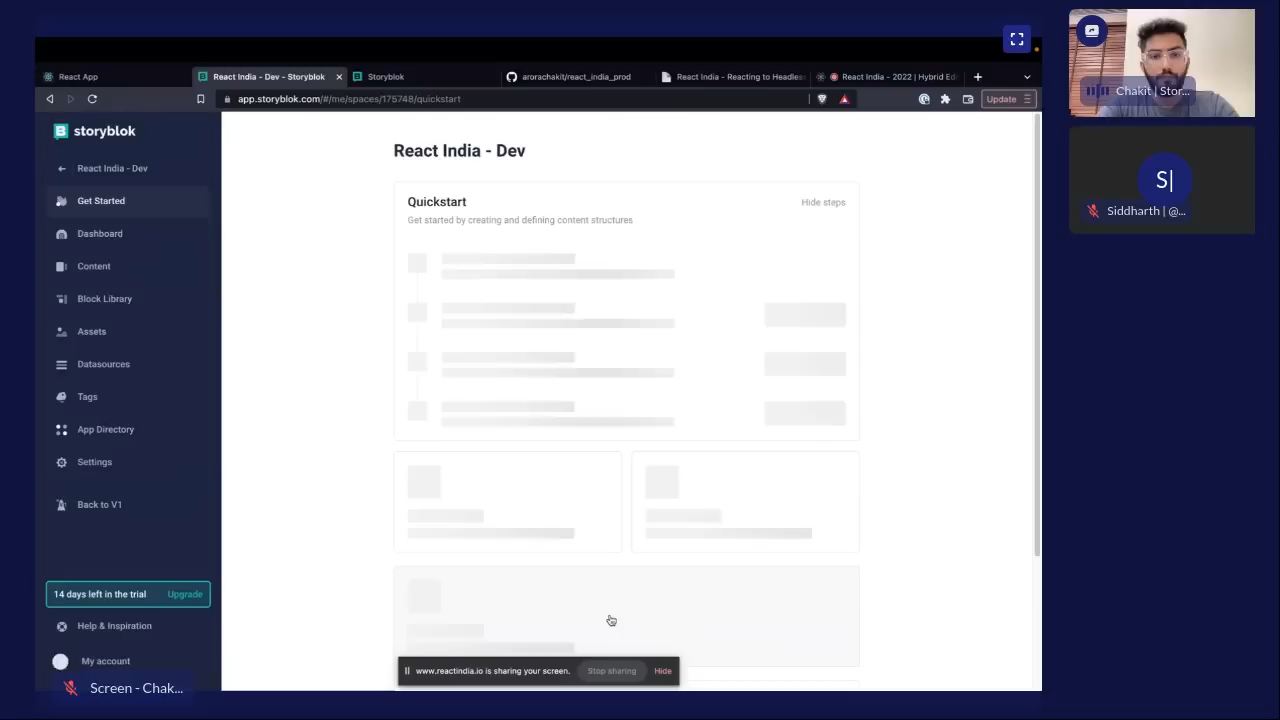 React App
React India - Dev - Storyblok
Storyblok
arorachakit/react_india_prod
React India - Reacting to Headles
React India - 2022 | Hybrid Ed
app.storyblok.com/#/me/spaces/175748/quickstart
Update
storyblok
React India - Dev
Get Started
Dashboard
Content
Block Library
Assets
Datasources
Tags
App Directory
Settings
Back to V1
14 days left in the trial
Upgrade
Help & Inspiration
My account
Screen - Chak...
React India - Dev
Quickstart
Hide steps
Get started by creating and defining content structures
www.reactindia.io is sharing your screen.
Stop sharing
Hide
Chakit | Stor...
S|
Siddharth | @...